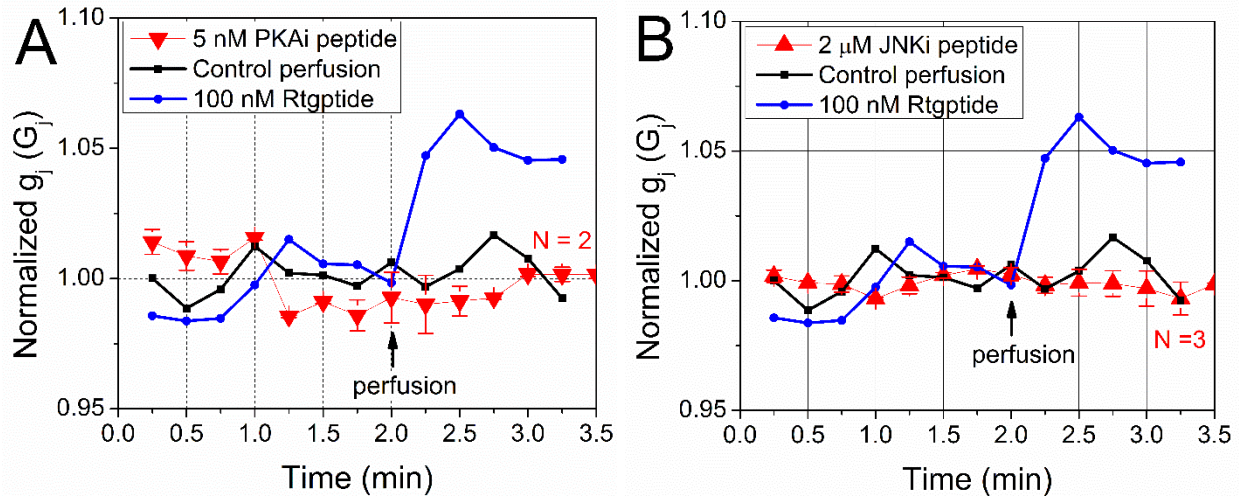 A
5 nM PKAi peptide
Control perfusion
100 nM Rtgptide
Normalized gj (Gj)
1.10
1.05
1.00
0.95
N = 2
perfusion
0.0 0.5 1.0 1.5 2.0 2.5 3.0 3.5
Time (min)
B
2 μM JNKi peptide
Control perfusion
100 nM Rtgptide
Normalized gj (Gj)
1.10
1.05
1.00
0.95
N =3
perfusion
0.0 0.5 1.0 1.5 2.0 2.5 3.0 3.5
Time (min)